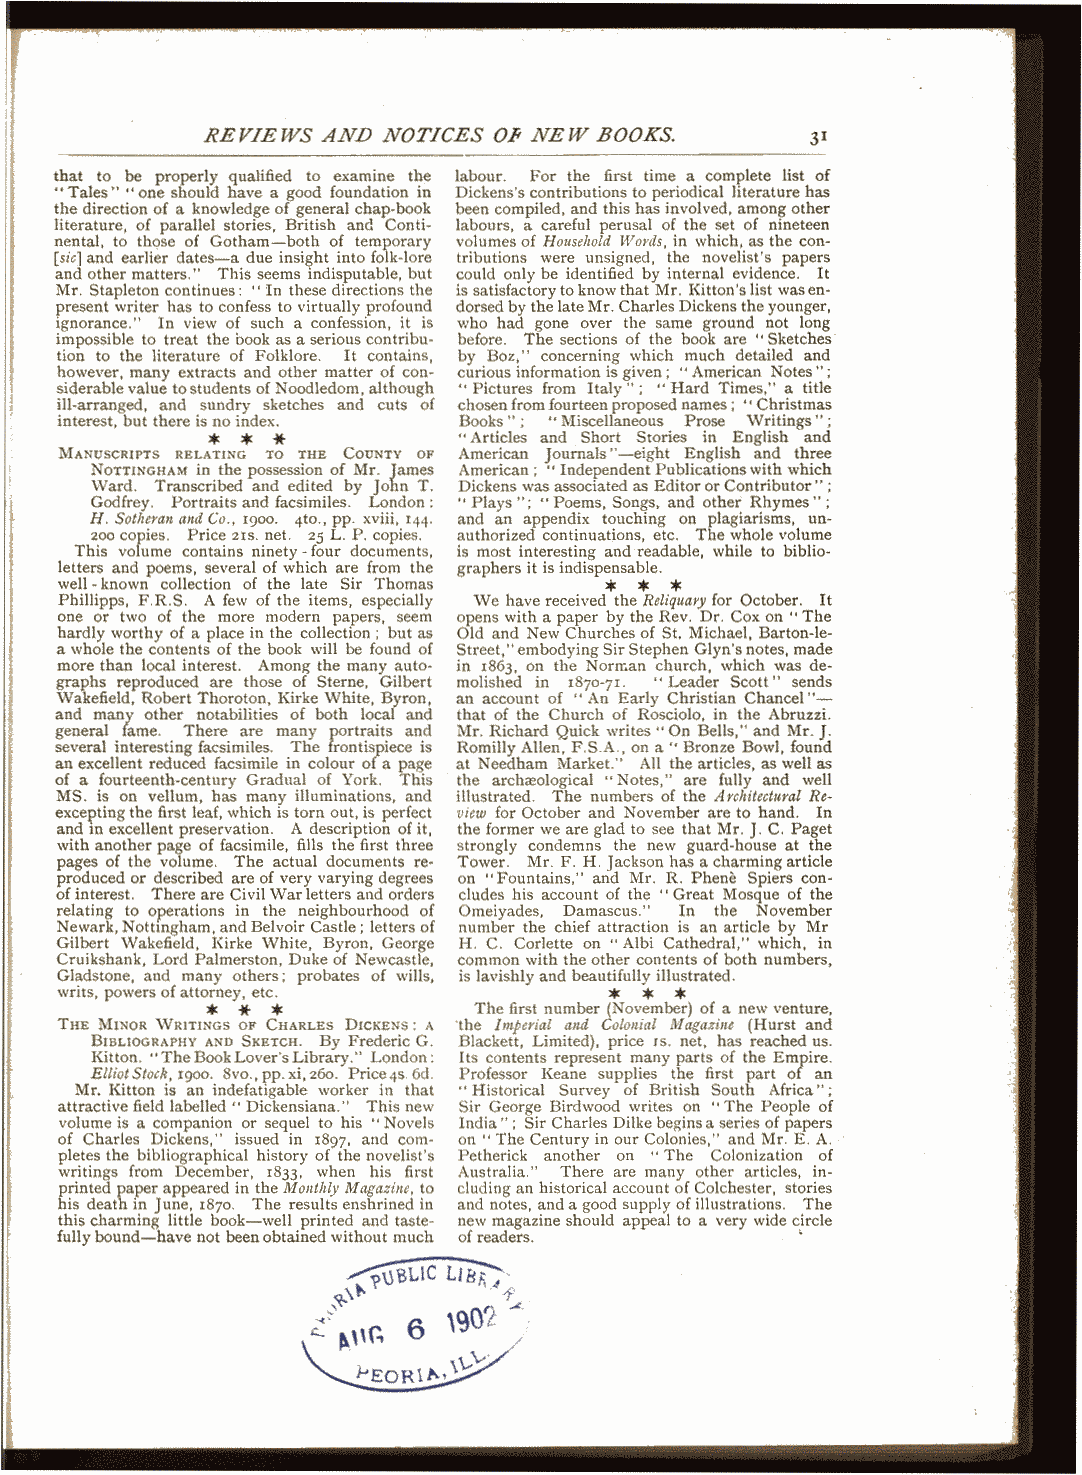 REVIEWS AND NOTICES OF NEW BOOKS. 31
that to be properly qualified to examine the
"Tales" "one should have a good foundation in
the direction of a knowledge of general chap-book
literature, of parallel stories, British and Conti-
nental, to those of Gotham—both of temporary
[sic] and earlier dates—a due insight into folk-lore
and other matters." This seems indisputable, but
Mr. Stapleton continues: "In these directions the
present writer has to confess to virtually profound
ignorance." In view of such a confession, it is
impossible to treat the book as a serious contribu-
tion to the literature of Folklore. It contains,
however, many extracts and other matter of con-
siderable value to students of Noodledom, although
ill-arranged, and sundry sketches and cuts of
interest, but there is no index.
* * *
MANUSCRIPTS RELATING TO THE COUNTY OF
NOTTINGHAM in the possession of Mr. James
Ward. Transcribed and edited by John T.
Godfrey. Portraits and facsimiles. London:
H. Sotheran and Co., 1900. 4to., pp. xviii, 144.
200 copies. Price 21s. net. 25 L. P. copies.
This volume contains ninety-four documents,
letters and poems, several of which are from the
well-known collection of the late Sir Thomas
Phillipps, F.R.S. A few of the items, especially
one or two of the more modern papers, seem
hardly worthy of a place in the collection; but as
a whole the contents of the book will be found of
more than local interest. Among the many auto-
graphs reproduced are those of Sterne, Gilbert
Wakefield, Robert Thoroton, Kirke White, Byron,
and many other notabilities of both local and
general fame. There are many portraits and
several interesting facsimiles. The frontispiece is
an excellent reduced facsimile in colour of a page
of a fourteenth-century Gradual of York. This
MS. is on vellum, has many illuminations, and
excepting the first leaf, which is torn out, is perfect
and in excellent preservation. A description of it,
with another page of facsimile, fills the first three
pages of the volume. The actual documents re-
produced or described are of very varying degrees
of interest. There are Civil War letters and orders
relating to operations in the neighbourhood of
Newark, Nottingham, and Belvoir Castle; letters of
Gilbert Wakefield, Kirke White, Byron, George
Cruikshank, Lord Palmerston, Duke of Newcastle,
Gladstone, and many others; probates of wills,
writs, powers of attorney, etc.
* * *
THE MINOR WRITINGS OF CHARLES DICKENS: A
BIBLIOGRAPHY AND SKETCH. By Frederic G.
Kitton. "The Book Lover's Library." London:
Elliot Stock, 1900. 8vo., pp. xi, 260. Price 4s. 6d.
Mr. Kitton is an indefatigable worker in that
attractive field labelled "Dickensiana." This new
volume is a companion or sequel to his "Novels
of Charles Dickens," issued in 1897, and com-
pletes the bibliographical history of the novelist's
writings from December, 1833, when his first
printed paper appeared in the Monthly Magazine, to
his death in June, 1870. The results enshrined in
this charming little book—well printed and taste-
fully bound—have not been obtained without much
labour. For the first time a complete list of
Dickens's contributions to periodical literature has
been compiled, and this has involved, among other
labours, a careful perusal of the set of nineteen
volumes of Household Words, in which, as the con-
tributions were unsigned, the novelist's papers
could only be identified by internal evidence. It
is satisfactory to know that Mr. Kitton's list was en-
dorsed by the late Mr. Charles Dickens the younger,
who had gone over the same ground not long
before. The sections of the book are "Sketches
by Boz," concerning which much detailed and
curious information is given; "American Notes";
"Pictures from Italy"; "Hard Times," a title
chosen from fourteen proposed names; "Christmas
Books"; "Miscellaneous Prose Writings";
"Articles and Short Stories in English and
American Journals"—eight English and three
American; "Independent Publications with which
Dickens was associated as Editor or Contributor";
"Plays"; "Poems, Songs, and other Rhymes";
and an appendix touching on plagiarisms, un-
authorized continuations, etc. The whole volume
is most interesting and readable, while to biblio-
graphers it is indispensable.
* * *
We have received the Reliquary for October. It
opens with a paper by the Rev. Dr. Cox on "The
Old and New Churches of St. Michael, Barton-le-
Street," embodying Sir Stephen Glyn's notes, made
in 1863, on the Norman church, which was de-
molished in 1870-71. "Leader Scott" sends
an account of "An Early Christian Chancel"—
that of the Church of Rosciolo, in the Abruzzi.
Mr. Richard Quick writes "On Bells," and Mr. J.
Romilly Allen, F.S.A., on a "Bronze Bowl, found
at Needham Market." All the articles, as well as
the archæological "Notes," are fully and well
illustrated. The numbers of the Architectural Re-
view for October and November are to hand. In
the former we are glad to see that Mr. J. C. Paget
strongly condemns the new guard-house at the
Tower. Mr. F. H. Jackson has a charming article
on "Fountains," and Mr. R. Phenè Spiers con-
cludes his account of the "Great Mosque of the
Omeiyades, Damascus." In the November
number the chief attraction is an article by Mr
H. C. Corlette on "Albi Cathedral," which, in
common with the other contents of both numbers,
is lavishly and beautifully illustrated.
* * *
The first number (November) of a new venture,
the Imperial and Colonial Magazine (Hurst and
Blackett, Limited), price 1s. net, has reached us.
Its contents represent many parts of the Empire.
Professor Keane supplies the first part of an
"Historical Survey of British South Africa";
Sir George Birdwood writes on "The People of
India"; Sir Charles Dilke begins a series of papers
on "The Century in our Colonies," and Mr. E. A.
Petherick another on "The Colonization of
Australia." There are many other articles, in-
cluding an historical account of Colchester, stories
and notes, and a good supply of illustrations. The
new magazine should appeal to a very wide circle
of readers.
PEORIA PUBLIC LIBRARY
AUG 6 1902
PEORIA, ILL.